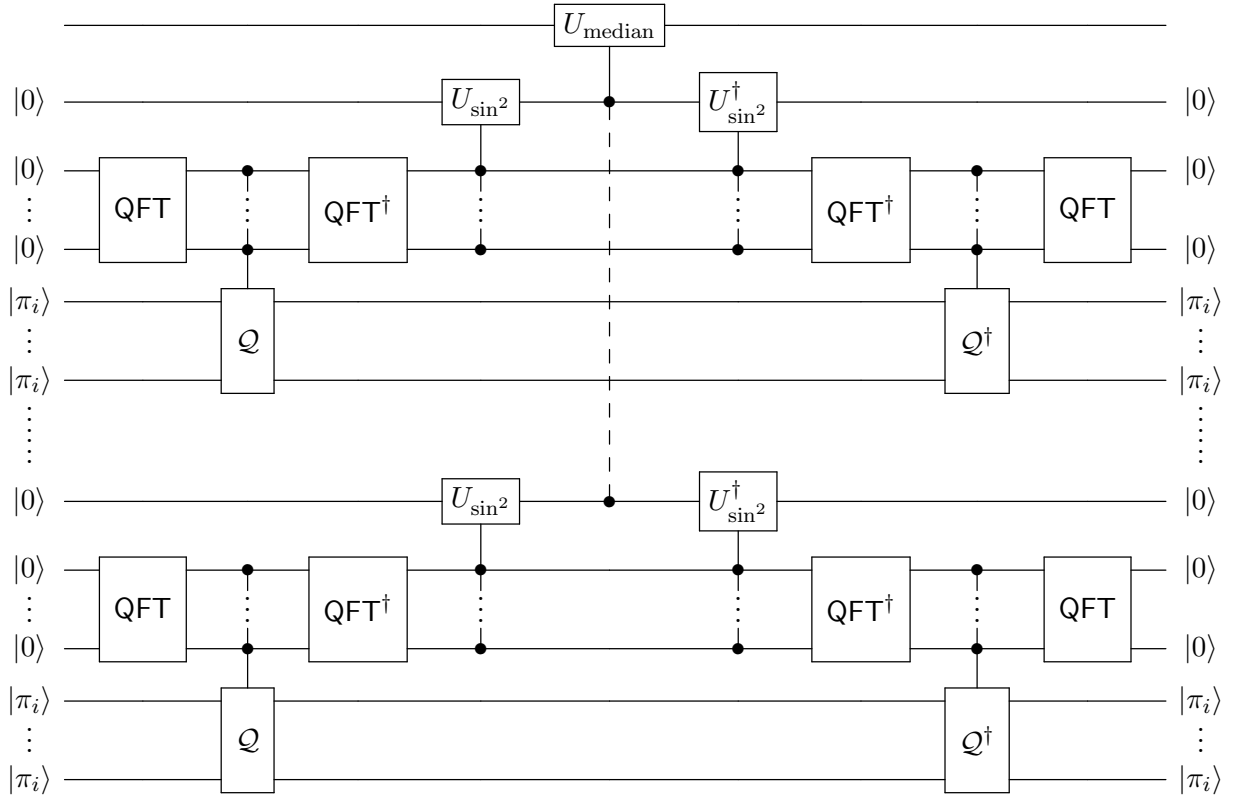 U_median
|0⟩ U_sin² U†_sin² |0⟩
|0⟩ |0⟩
⋮ QFT ⋮ QFT† ⋮ ⋮ QFT† ⋮ QFT ⋮
|0⟩ |0⟩
|π_i⟩ |π_i⟩
⋮ 𝒬 𝒬† ⋮
|π_i⟩ |π_i⟩
⋮ ⋮
|0⟩ U_sin² U†_sin² |0⟩
|0⟩ |0⟩
⋮ QFT ⋮ QFT† ⋮ ⋮ QFT† ⋮ QFT ⋮
|0⟩ |0⟩
|π_i⟩ |π_i⟩
⋮ 𝒬 𝒬† ⋮
|π_i⟩ |π_i⟩